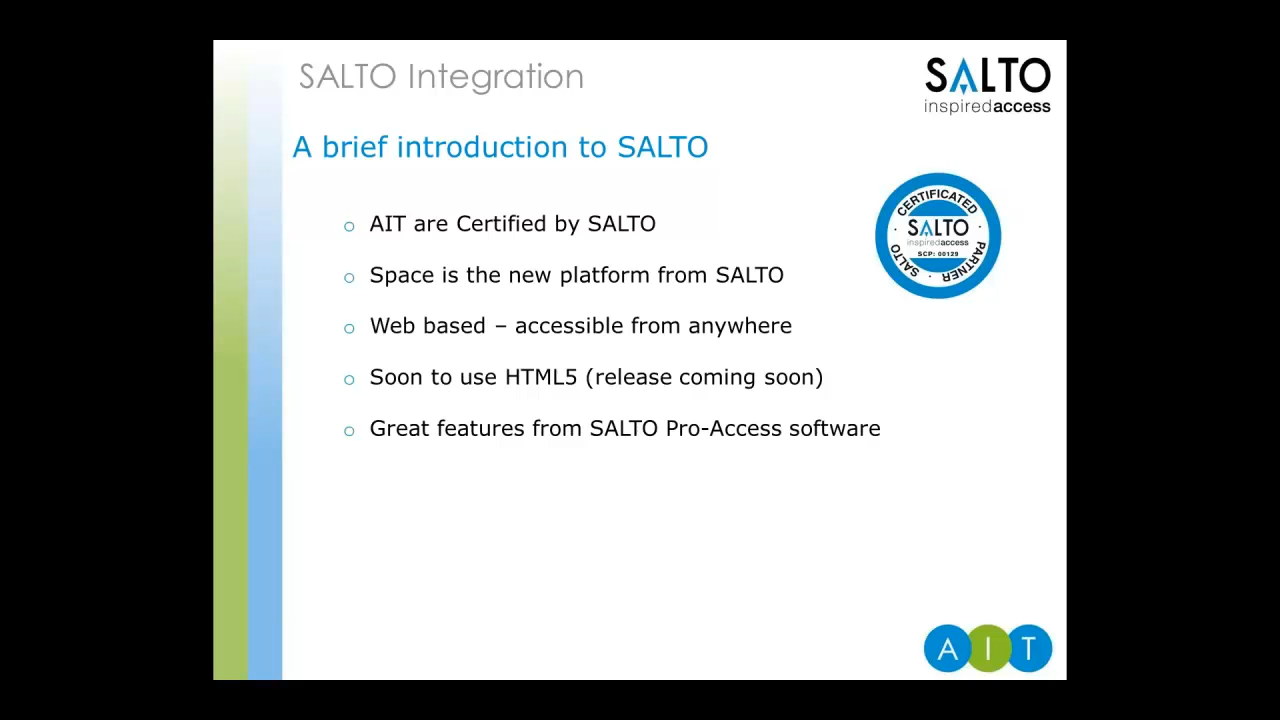 SALTO Integration
SALTO
inspiredaccess
A brief introduction to SALTO
AIT are Certified by SALTO
Space is the new platform from SALTO
Web based – accessible from anywhere
Soon to use HTML5 (release coming soon)
Great features from SALTO Pro-Access software
CERTIFICATED
SALTO
inspiredaccess
SCP: 00129
SALTO · PARTNER
A I T